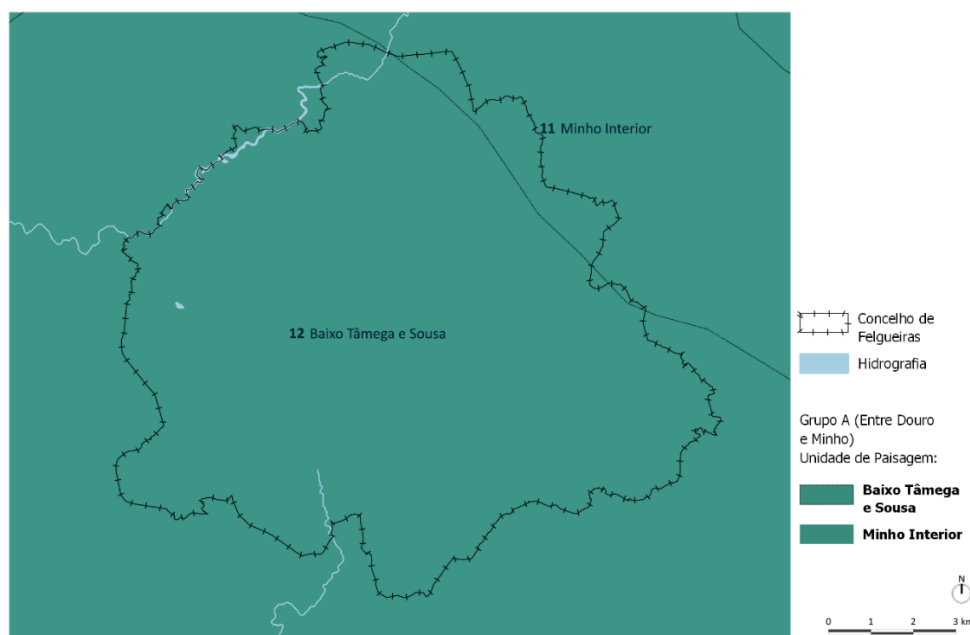 11 Minho Interior
12 Baixo Tâmega e Sousa
Concelho de
Felgueiras
Hidrografia
Grupo A (Entre Douro
e Minho)
Unidade de Paisagem:
Baixo Tâmega
e Sousa
Minho Interior
N
0 1 2 3 km